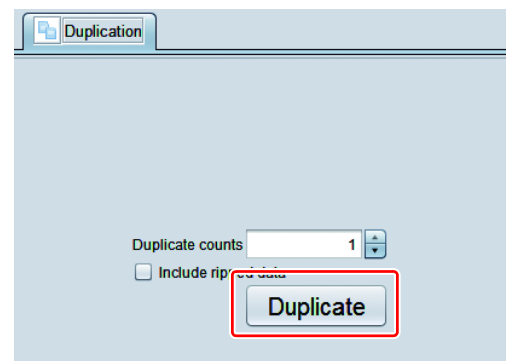 Duplication
Duplicate counts 1
Include ripped data
Duplicate